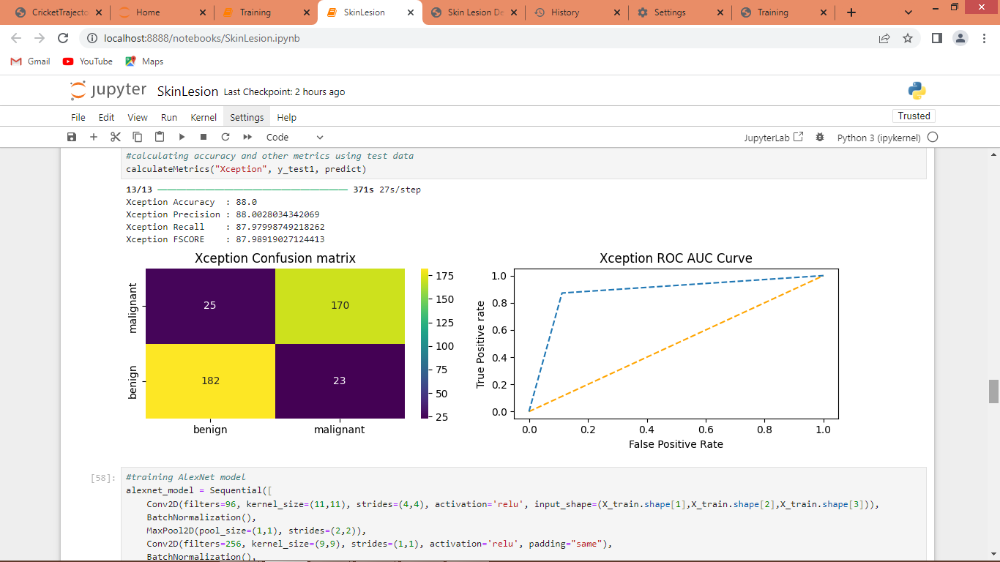 CricketTrajecto
Home
Training
SkinLesion
Skin Lesion De
History
Settings
Training
localhost:8888/notebooks/SkinLesion.ipynb
Gmail
YouTube
Maps
jupyter SkinLesion Last Checkpoint: 2 hours ago
File Edit View Run Kernel Settings Help
Trusted
Code
JupyterLab
Python 3 (ipykernel)
#calculating accuracy and other metrics using test data
calculateMetrics("Xception", y_test1, predict)
13/13 ———————————————————— 371s 27s/step
Xception Accuracy : 88.0
Xception Precision : 88.0028034342069
Xception Recall : 87.97998749218262
Xception FSCORE : 87.98919027124413
Xception Confusion matrix
malignant
benign
25 170
182 23
benign malignant
175
150
125
100
75
50
25
Xception ROC AUC Curve
True Positive rate
1.0
0.8
0.6
0.4
0.2
0.0
0.0 0.2 0.4 0.6 0.8 1.0
False Positive Rate
[58]:
#training AlexNet model
alexnet_model = Sequential([
Conv2D(filters=96, kernel_size=(11,11), strides=(4,4), activation='relu', input_shape=(X_train.shape[1],X_train.shape[2],X_train.shape[3])),
BatchNormalization(),
MaxPool2D(pool_size=(1,1), strides=(2,2)),
Conv2D(filters=256, kernel_size=(9,9), strides=(1,1), activation='relu', padding="same"),
BatchNormalization(),